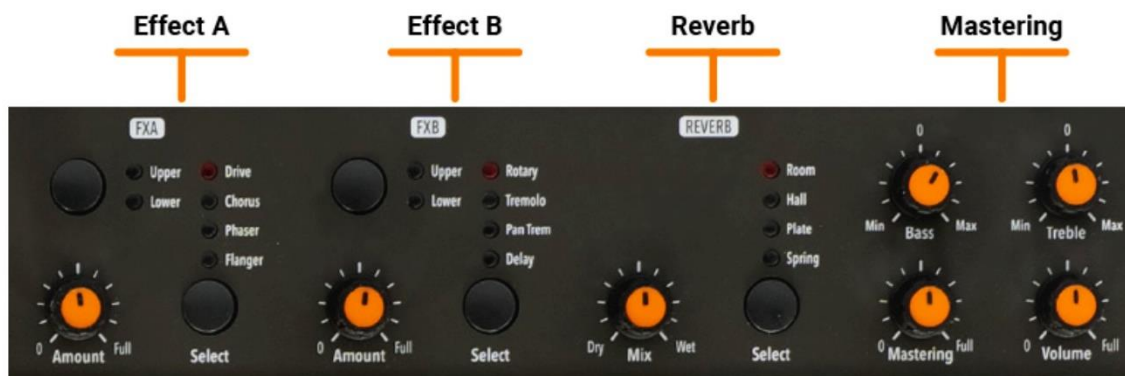 Effect A Effect B Reverb Mastering
FXA FXB REVERB
0 0
Upper Drive Upper Rotary Room
Lower Chorus Lower Tremolo Hall
Phaser Pan Trem Plate
Min Bass Max Min Treble Max
Flanger Delay Spring
0 Amount Full 0 Amount Full Dry Mix Wet 0 Mastering Full 0 Volume Full
Select Select Select